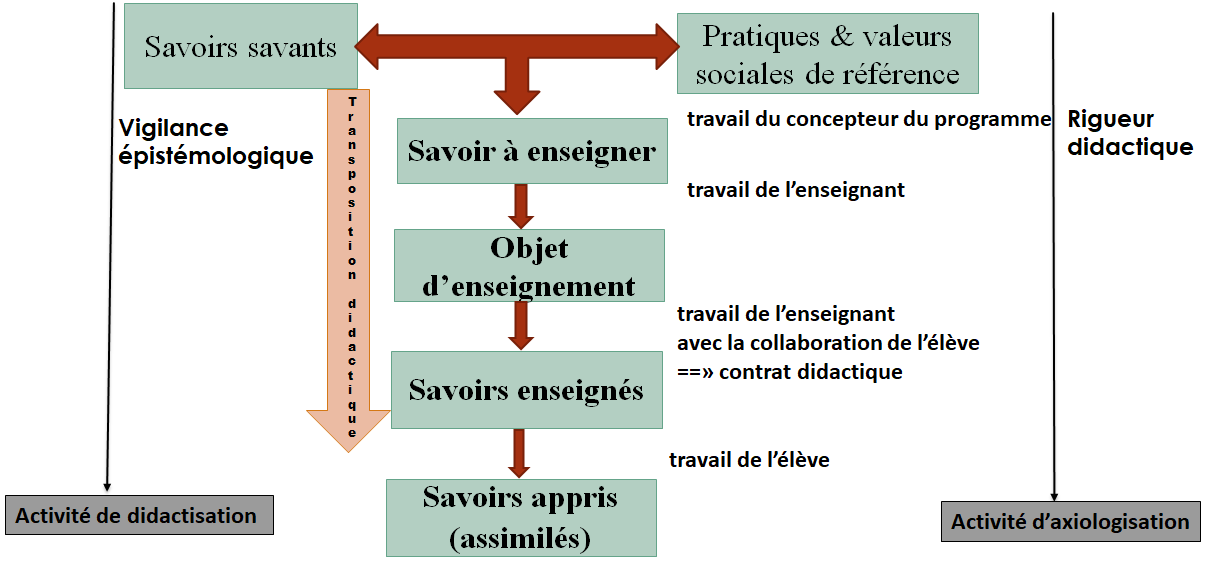 Savoirs savants
Pratiques & valeurs
sociales de référence
Vigilance
épistémologique
Transposition didactique
travail du concepteur du programme
Rigueur
didactique
Savoir à enseigner
travail de l’enseignant
Objet
d’enseignement
travail de l’enseignant
avec la collaboration de l’élève
==» contrat didactique
Savoirs enseignés
travail de l’élève
Savoirs appris
(assimilés)
Activité de didactisation
Activité d’axiologisation